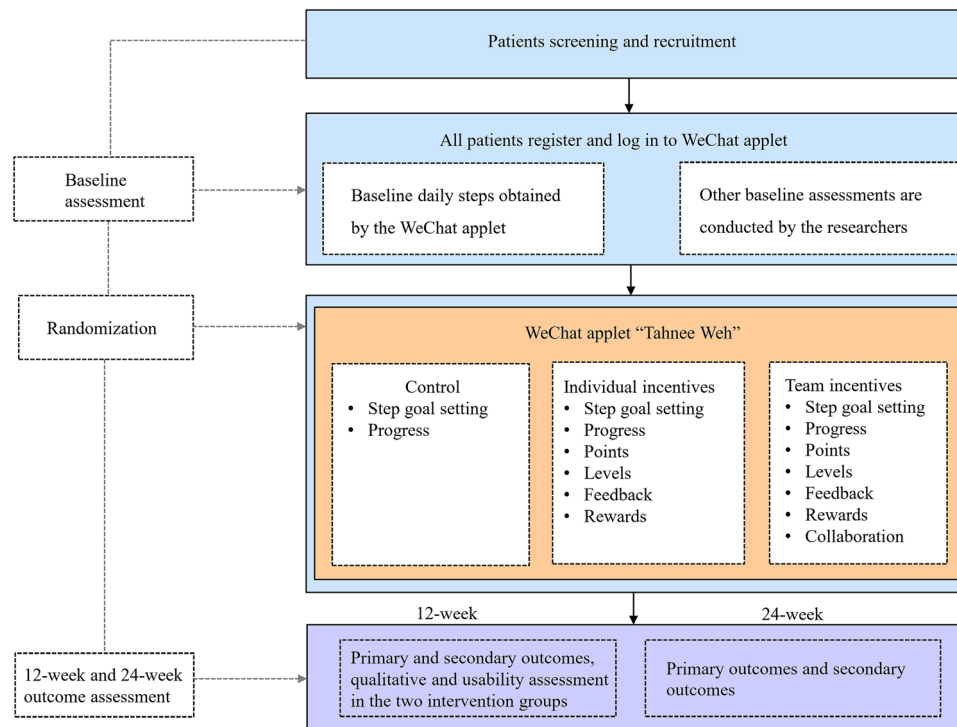 Patients screening and recruitment
All patients register and log in to WeChat applet
Baseline
assessment
Baseline daily steps obtained
by the WeChat applet
Other baseline assessments are
conducted by the researchers
Randomization
WeChat applet “Tahnee Weh”
Control
• Step goal setting
• Progress
Individual incentives
• Step goal setting
• Progress
• Points
• Levels
• Feedback
• Rewards
Team incentives
• Step goal setting
• Progress
• Points
• Levels
• Feedback
• Rewards
• Collaboration
12-week
24-week
12-week and 24-week
outcome assessment
Primary and secondary outcomes,
qualitative and usability assessment
in the two intervention groups
Primary outcomes and secondary
outcomes